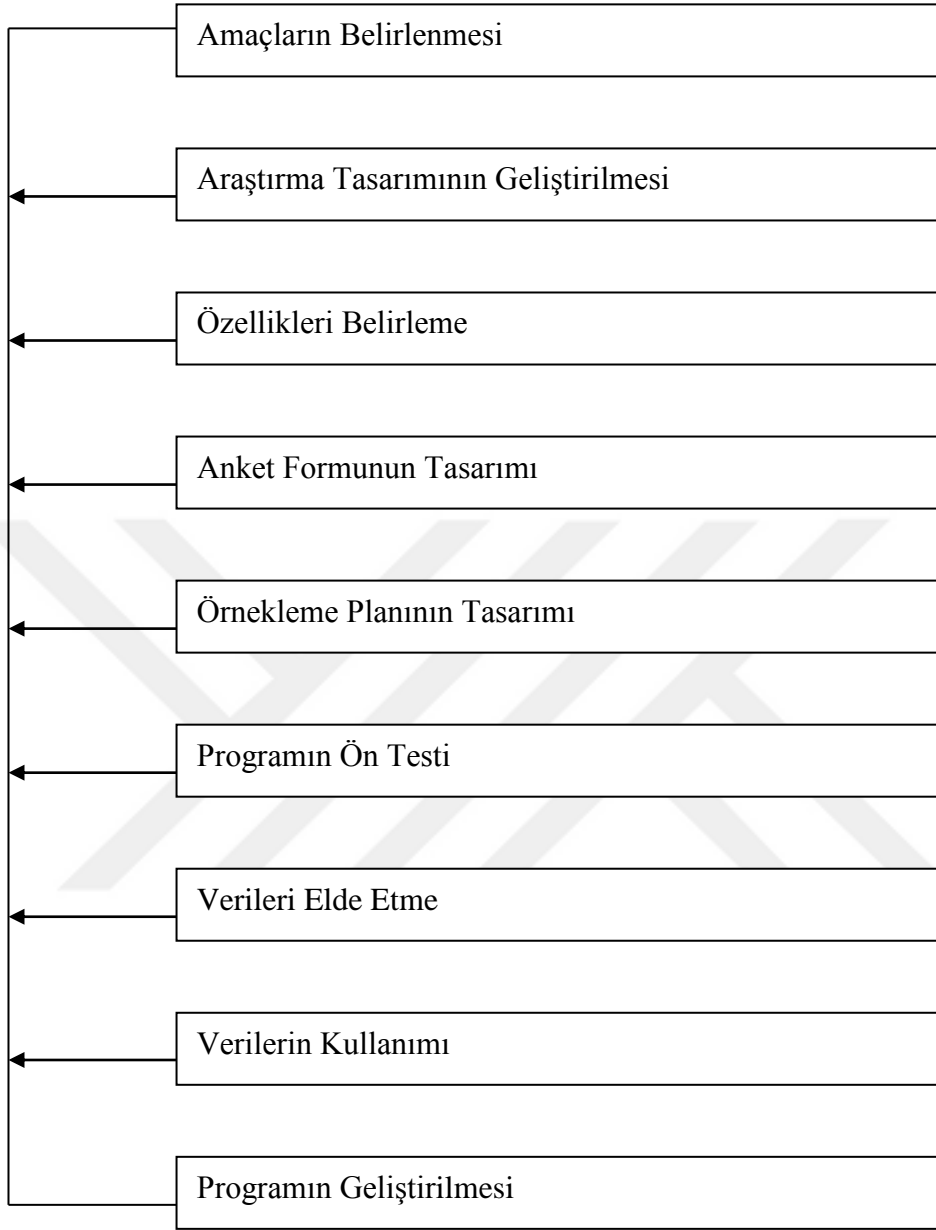 Amaçların Belirlenmesi
Araştırma Tasarımının Geliştirilmesi
Özellikleri Belirleme
Anket Formunun Tasarımı
Örnekleme Planının Tasarımı
Programın Ön Testi
Verileri Elde Etme
Verilerin Kullanımı
Programın Geliştirilmesi